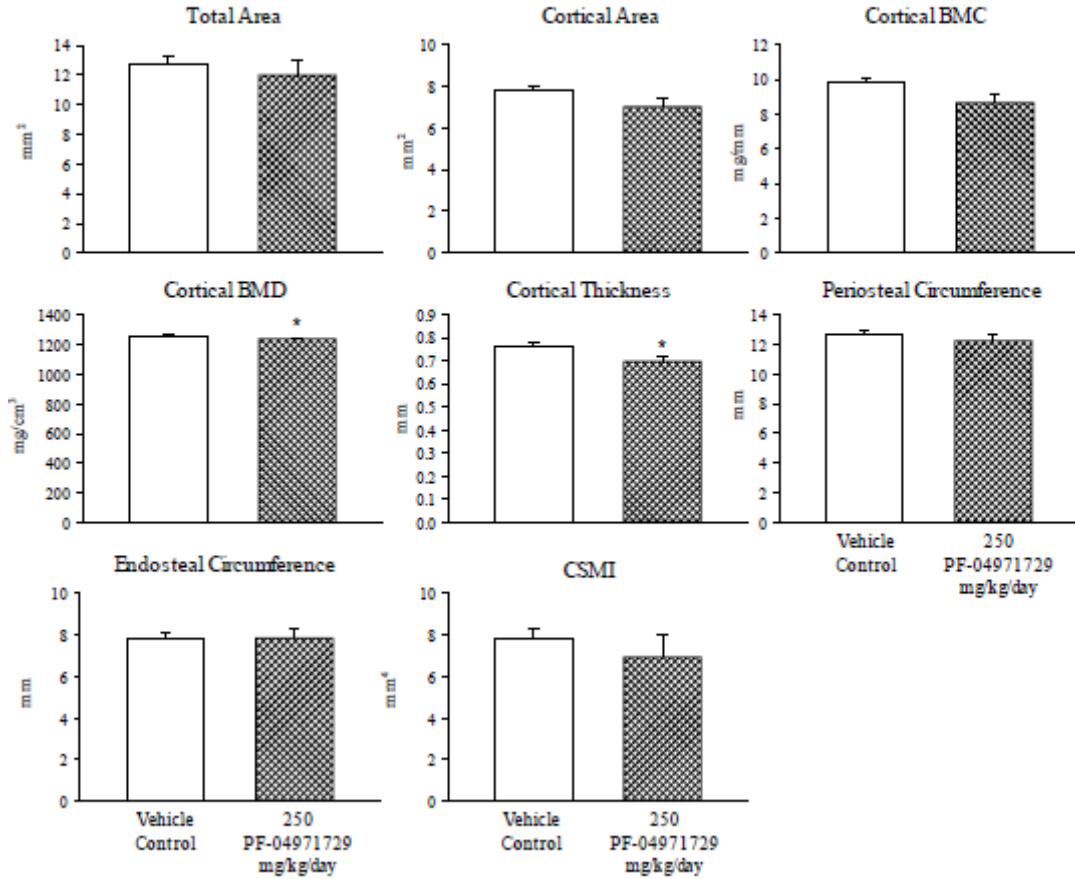 Total Area
14
12
10
8
6
4
2
0
mm²
Cortical Area
10
8
6
4
2
0
mm²
Cortical BMC
12
10
8
6
4
2
0
mg/mm
Cortical BMD
1400
1200
1000
800
600
400
200
0
mg/cm³
*
Cortical Thickness
0.9
0.8
0.7
0.6
0.5
0.4
0.3
0.2
0.1
0.0
mm
*
Periosteal Circumference
14
12
10
8
6
4
2
0
mm
Vehicle
Control
250
PF-04971729
mg/kg/day
Endosteal Circumference
10
8
6
4
2
0
mm
Vehicle
Control
250
PF-04971729
mg/kg/day
CSMI
10
8
6
4
2
0
mm⁴
Vehicle
Control
250
PF-04971729
mg/kg/day